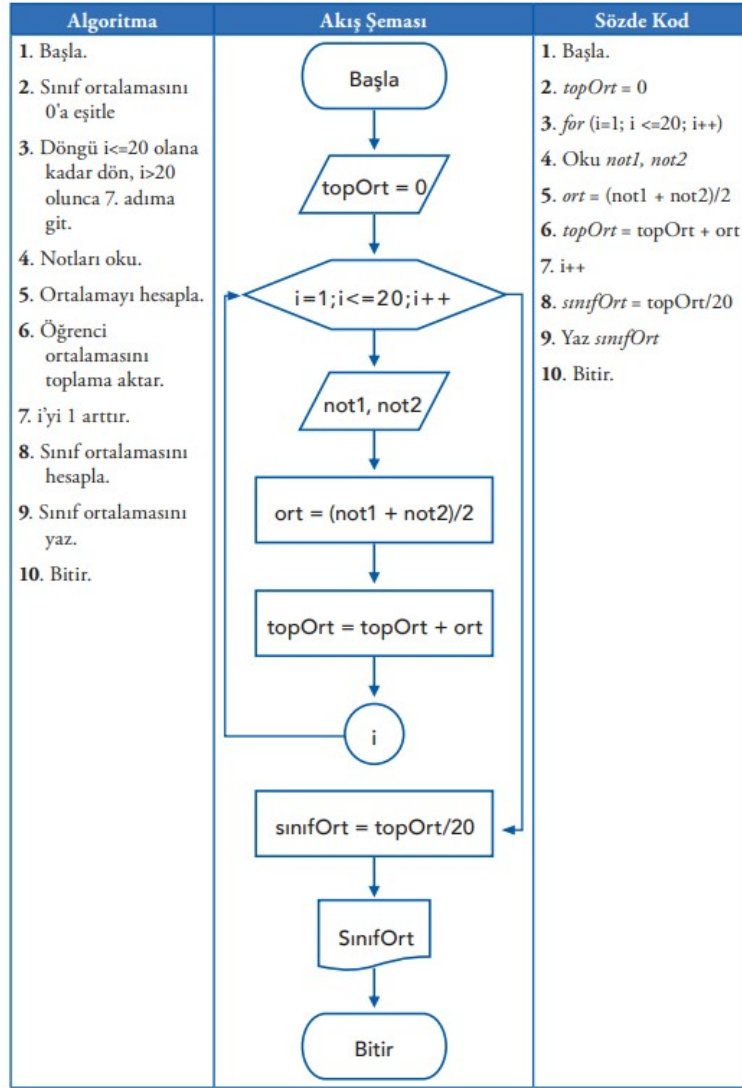 Algoritma
1. Başla.
2. Sınıf ortalamasını
0'a eşitle
3. Döngü i<=20 olana
kadar dön, i>20
olunca 7. adıma
git.
4. Notları oku.
5. Ortalamayı hesapla.
6. Öğrenci
ortalamasını
toplama aktar.
7. i'yi 1 arttır.
8. Sınıf ortalamasını
hesapla.
9. Sınıf ortalamasını
yaz.
10. Bitir.
Akış Şeması
Başla
topOrt = 0
i=1;i<=20;i++
not1, not2
ort = (not1 + not2)/2
topOrt = topOrt + ort
i
sınıfOrt = topOrt/20
SınıfOrt
Bitir
Sözde Kod
1. Başla.
2. topOrt = 0
3. for (i=1; i <=20; i++)
4. Oku not1, not2
5. ort = (not1 + not2)/2
6. topOrt = topOrt + ort
7. i++
8. sınıfOrt = topOrt/20
9. Yaz sınıfOrt
10. Bitir.